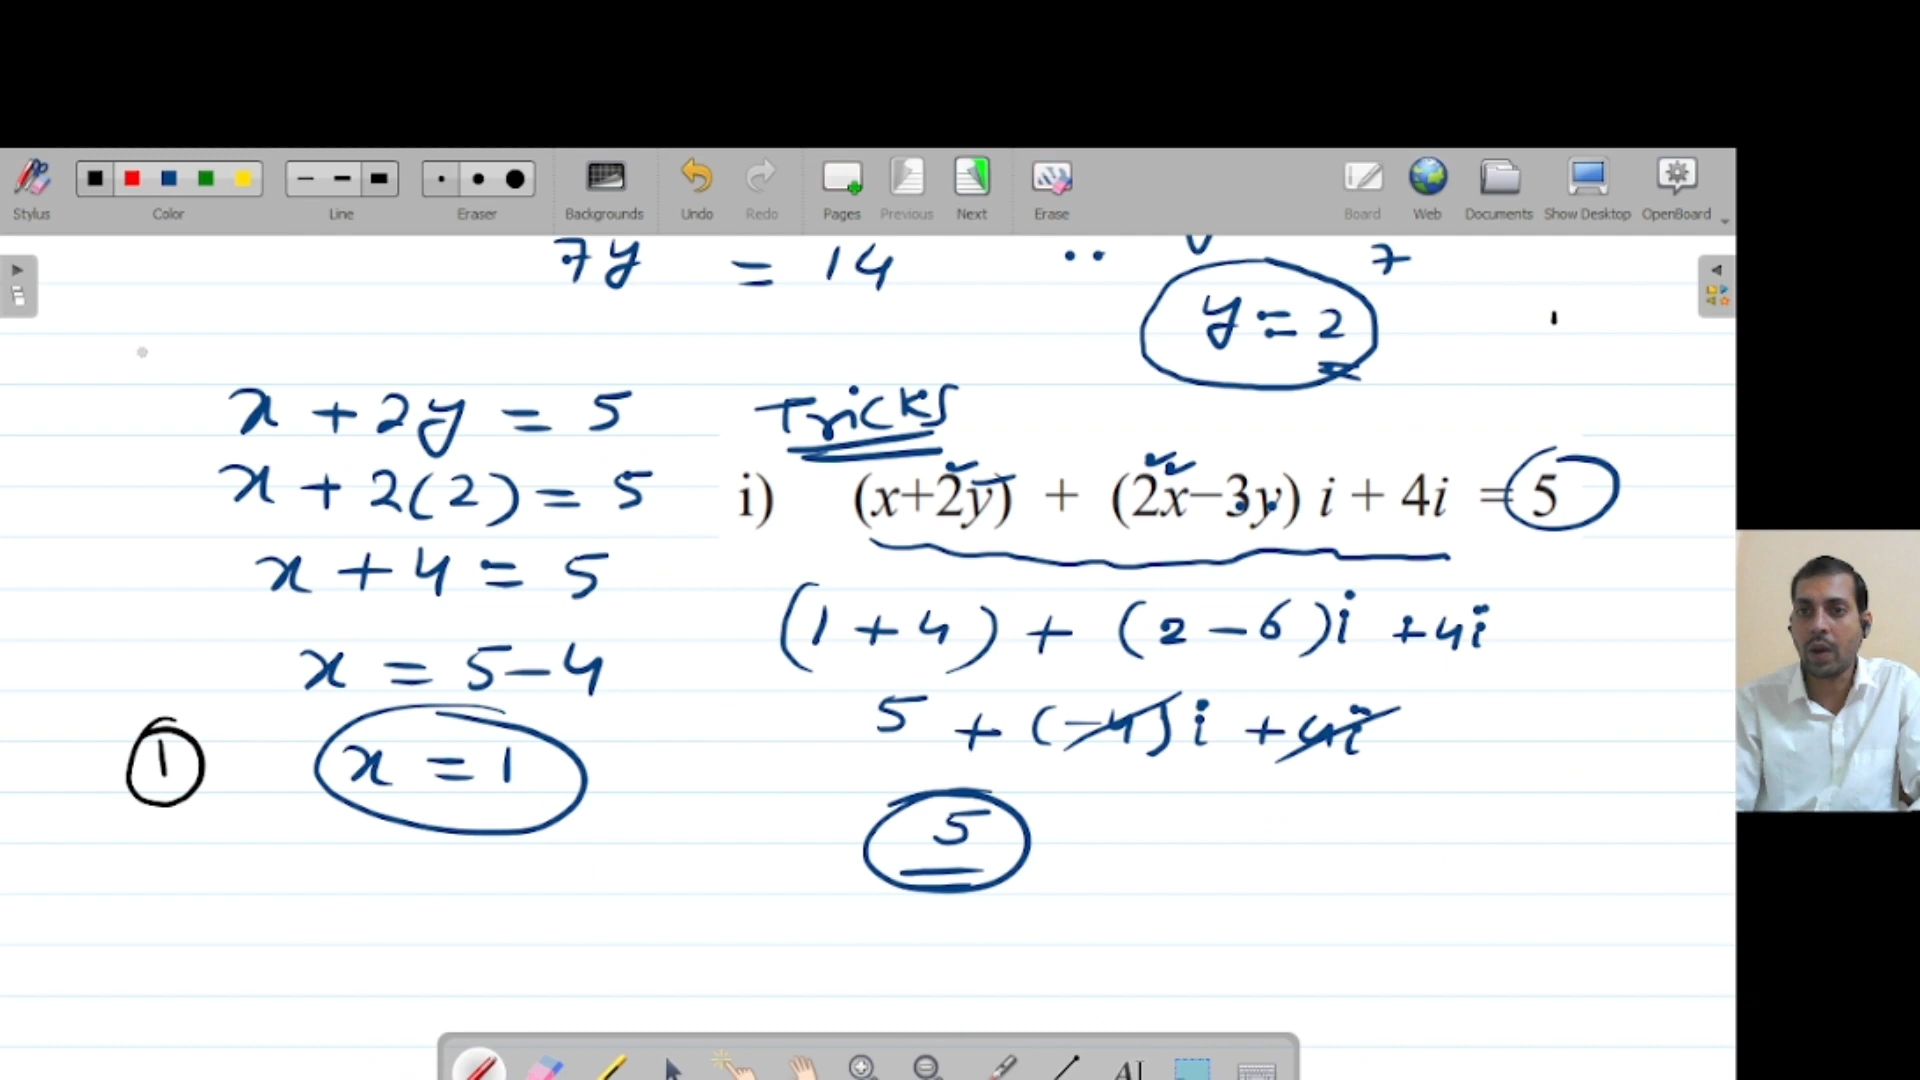 Stylus Color Line Eraser Backgrounds Undo Redo Pages Previous Next Erase Board Web Documents Show Desktop OpenBoard
7y = 14
7
y = 2
x + 2y = 5
x + 2(2) = 5
x + 4 = 5
x = 5 - 4
1
x = 1
Tricks
i) (x+2y) + (2x−3y) i + 4i = 5
(1 + 4) + (2 - 6)i + 4i
5 + (-4)i + 4i
5